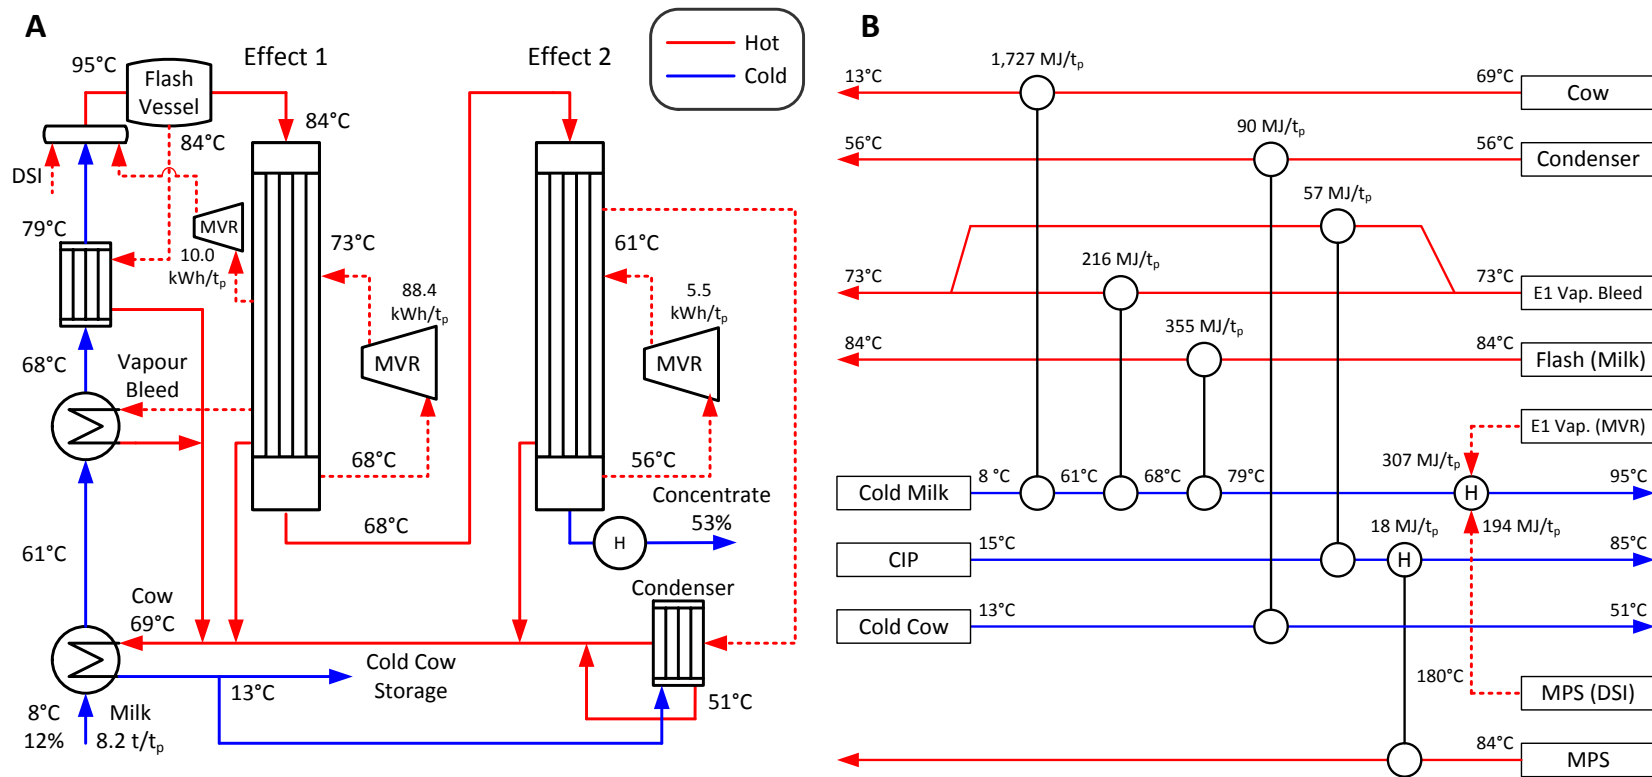 A
Effect 1
Effect 2
Hot
Cold
95°C
Flash
Vessel
84°C
84°C
DSI
MVR
10.0
kWh/tp
79°C
73°C
88.4
kWh/tp
MVR
61°C
5.5
kWh/tp
MVR
68°C
Vapour
Bleed
68°C
56°C
Concentrate
53%
H
68°C
61°C
Condenser
Cow
69°C
Cold Cow
Storage
13°C
51°C
8°C
12%
Milk
8.2 t/tp
B
1,727 MJ/tp
13°C
69°C
Cow
90 MJ/tp
56°C
56°C
Condenser
57 MJ/tp
216 MJ/tp
73°C
73°C
E1 Vap. Bleed
355 MJ/tp
84°C
84°C
Flash (Milk)
E1 Vap. (MVR)
307 MJ/tp
Cold Milk
8 °C
61°C
68°C
79°C
H
95°C
18 MJ/tp
194 MJ/tp
CIP
15°C
H
85°C
Cold Cow
13°C
51°C
180°C
MPS (DSI)
84°C
MPS